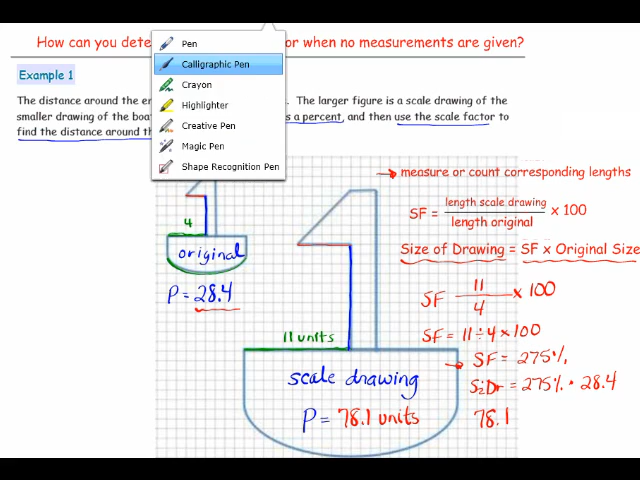 How can you dete
or when no measurements are given?
Example 1
The distance around the en
. The larger figure is a scale drawing of the
smaller drawing of the boa
s a percent, and then use the scale factor to
find the distance around th
Pen
Calligraphic Pen
Crayon
Highlighter
Creative Pen
Magic Pen
Shape Recognition Pen
4
original
P = 28.4
11 units
scale drawing
P = 78.1 units
measure or count corresponding lengths
SF = length scale drawing / length original × 100
Size of Drawing = SF x Original Size
SF 11/4 × 100
SF = 11 ÷ 4 × 100
SF = 275%
= 275% · 28.4
78.1